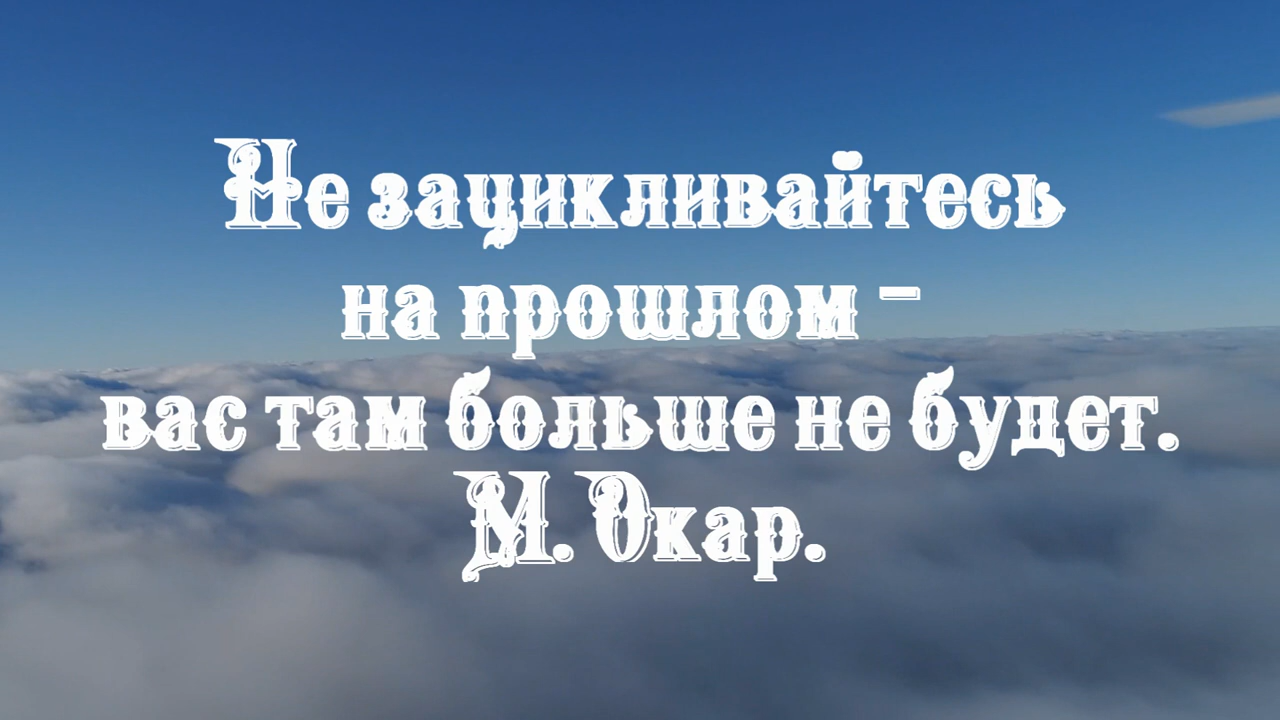 Не зацикливайтесь
на прошлом -
вас там больше не будет.
М. Окар.